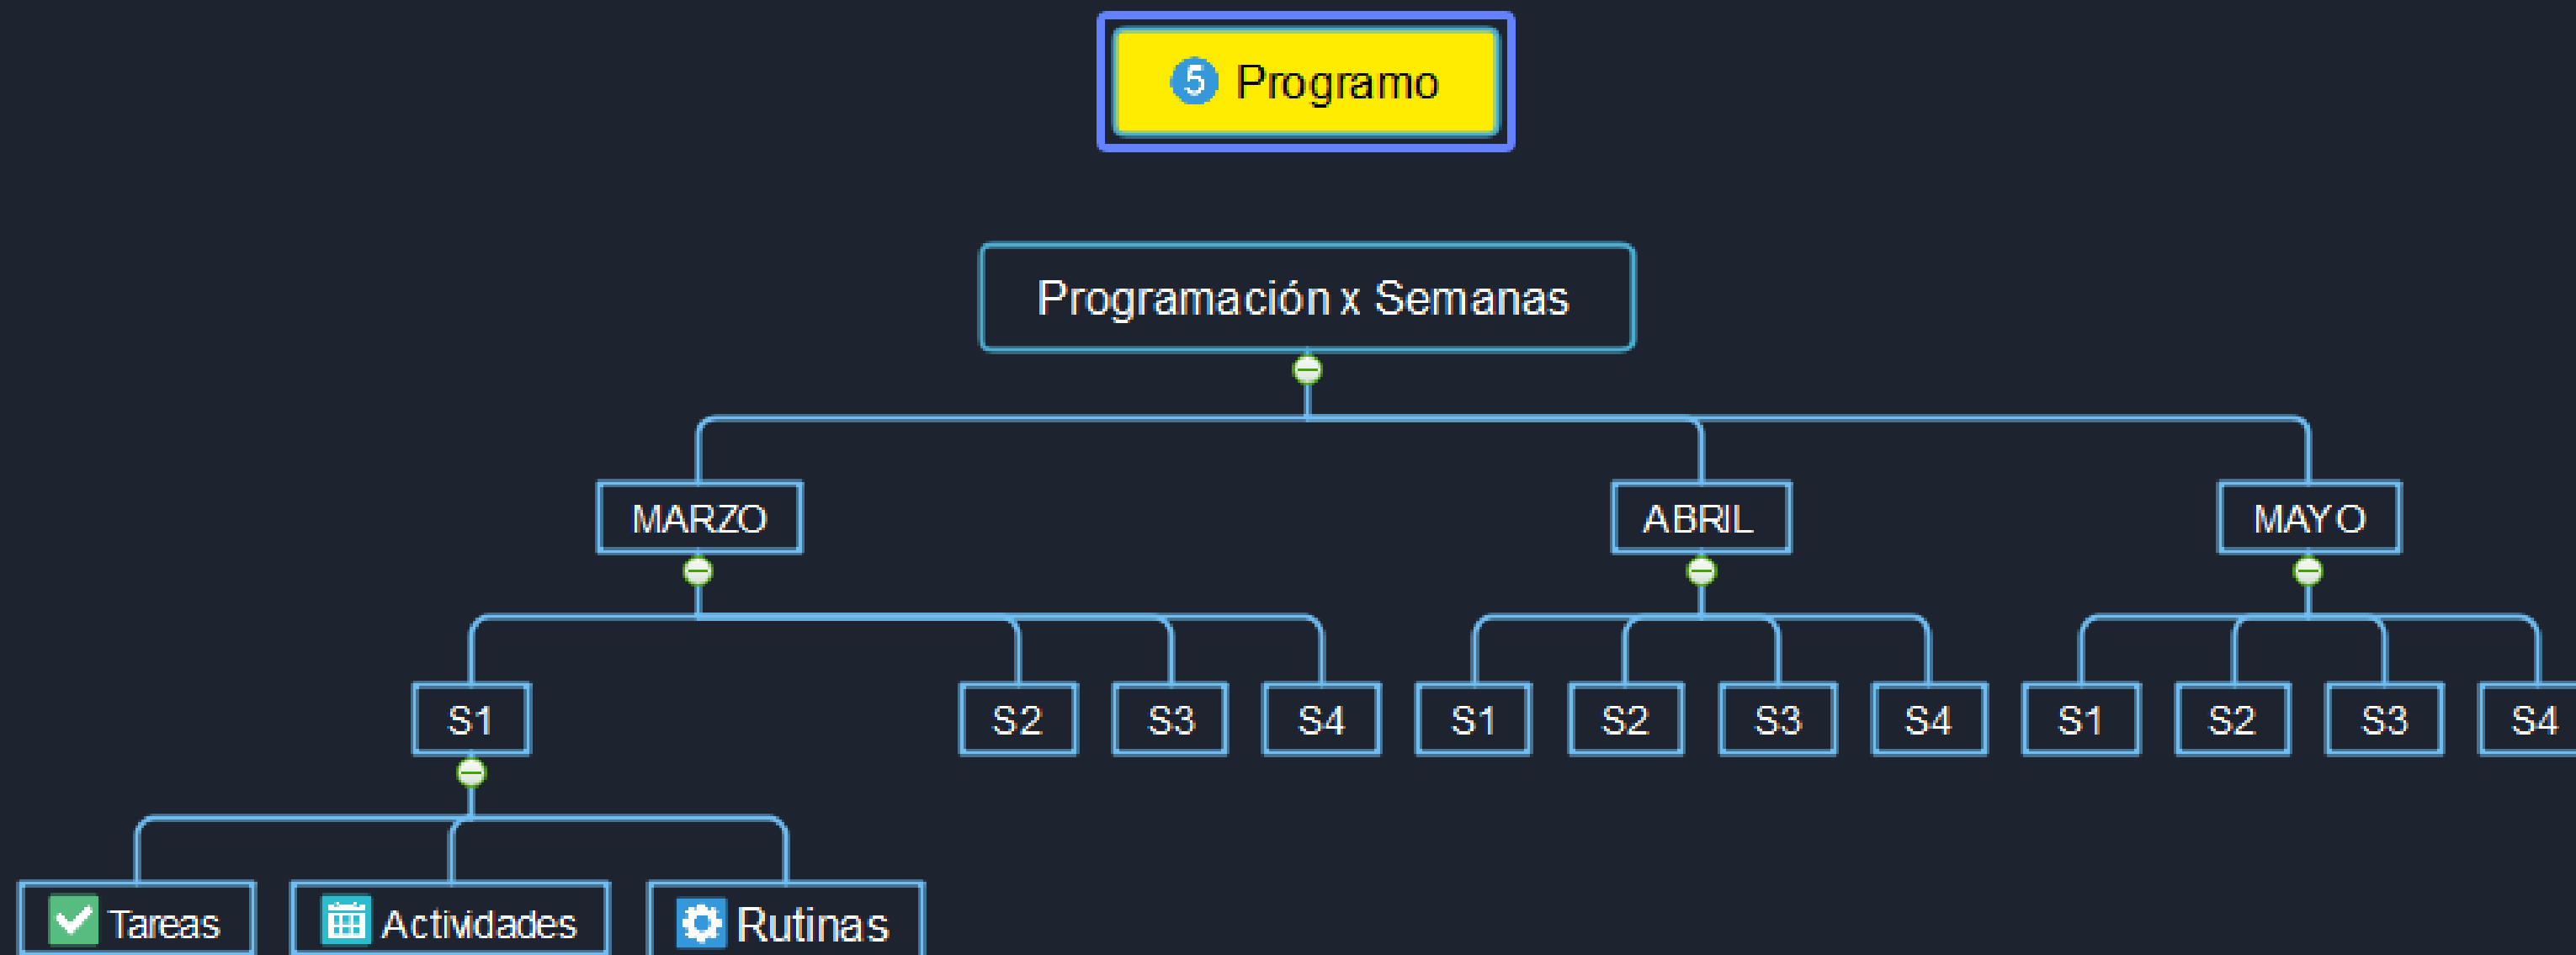 5 Programo
Programación x Semanas
MARZO
ABRIL
MAYO
S1
S2
S3
S4
S1
S2
S3
S4
S1
S2
S3
S4
Tareas
Actividades
Rutinas